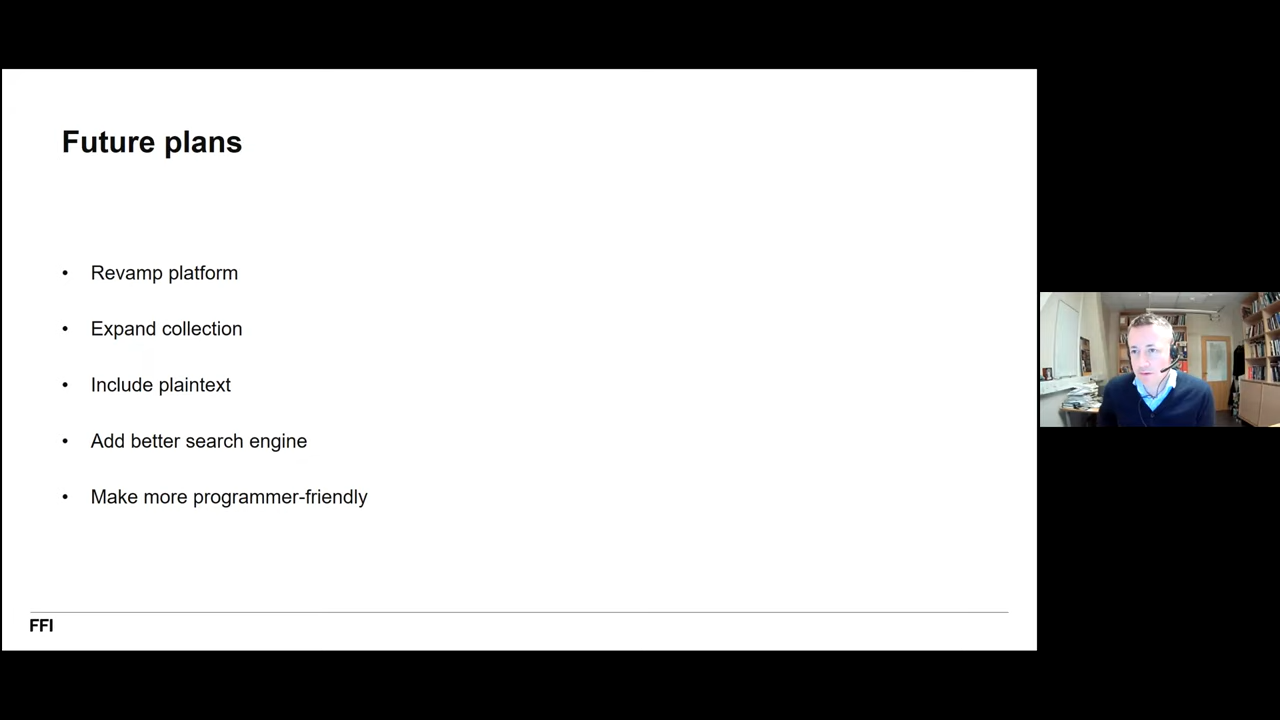 Future plans
• Revamp platform
• Expand collection
• Include plaintext
• Add better search engine
• Make more programmer-friendly
FFI